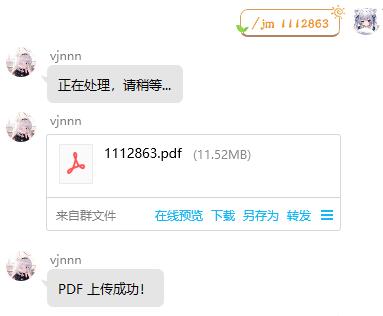 /jm 1112863
vjnnn
正在处理，请稍等...
vjnnn
1112863.pdf (11.52MB)
来自群文件 在线预览 下载 另存为 转发
vjnnn
PDF 上传成功！